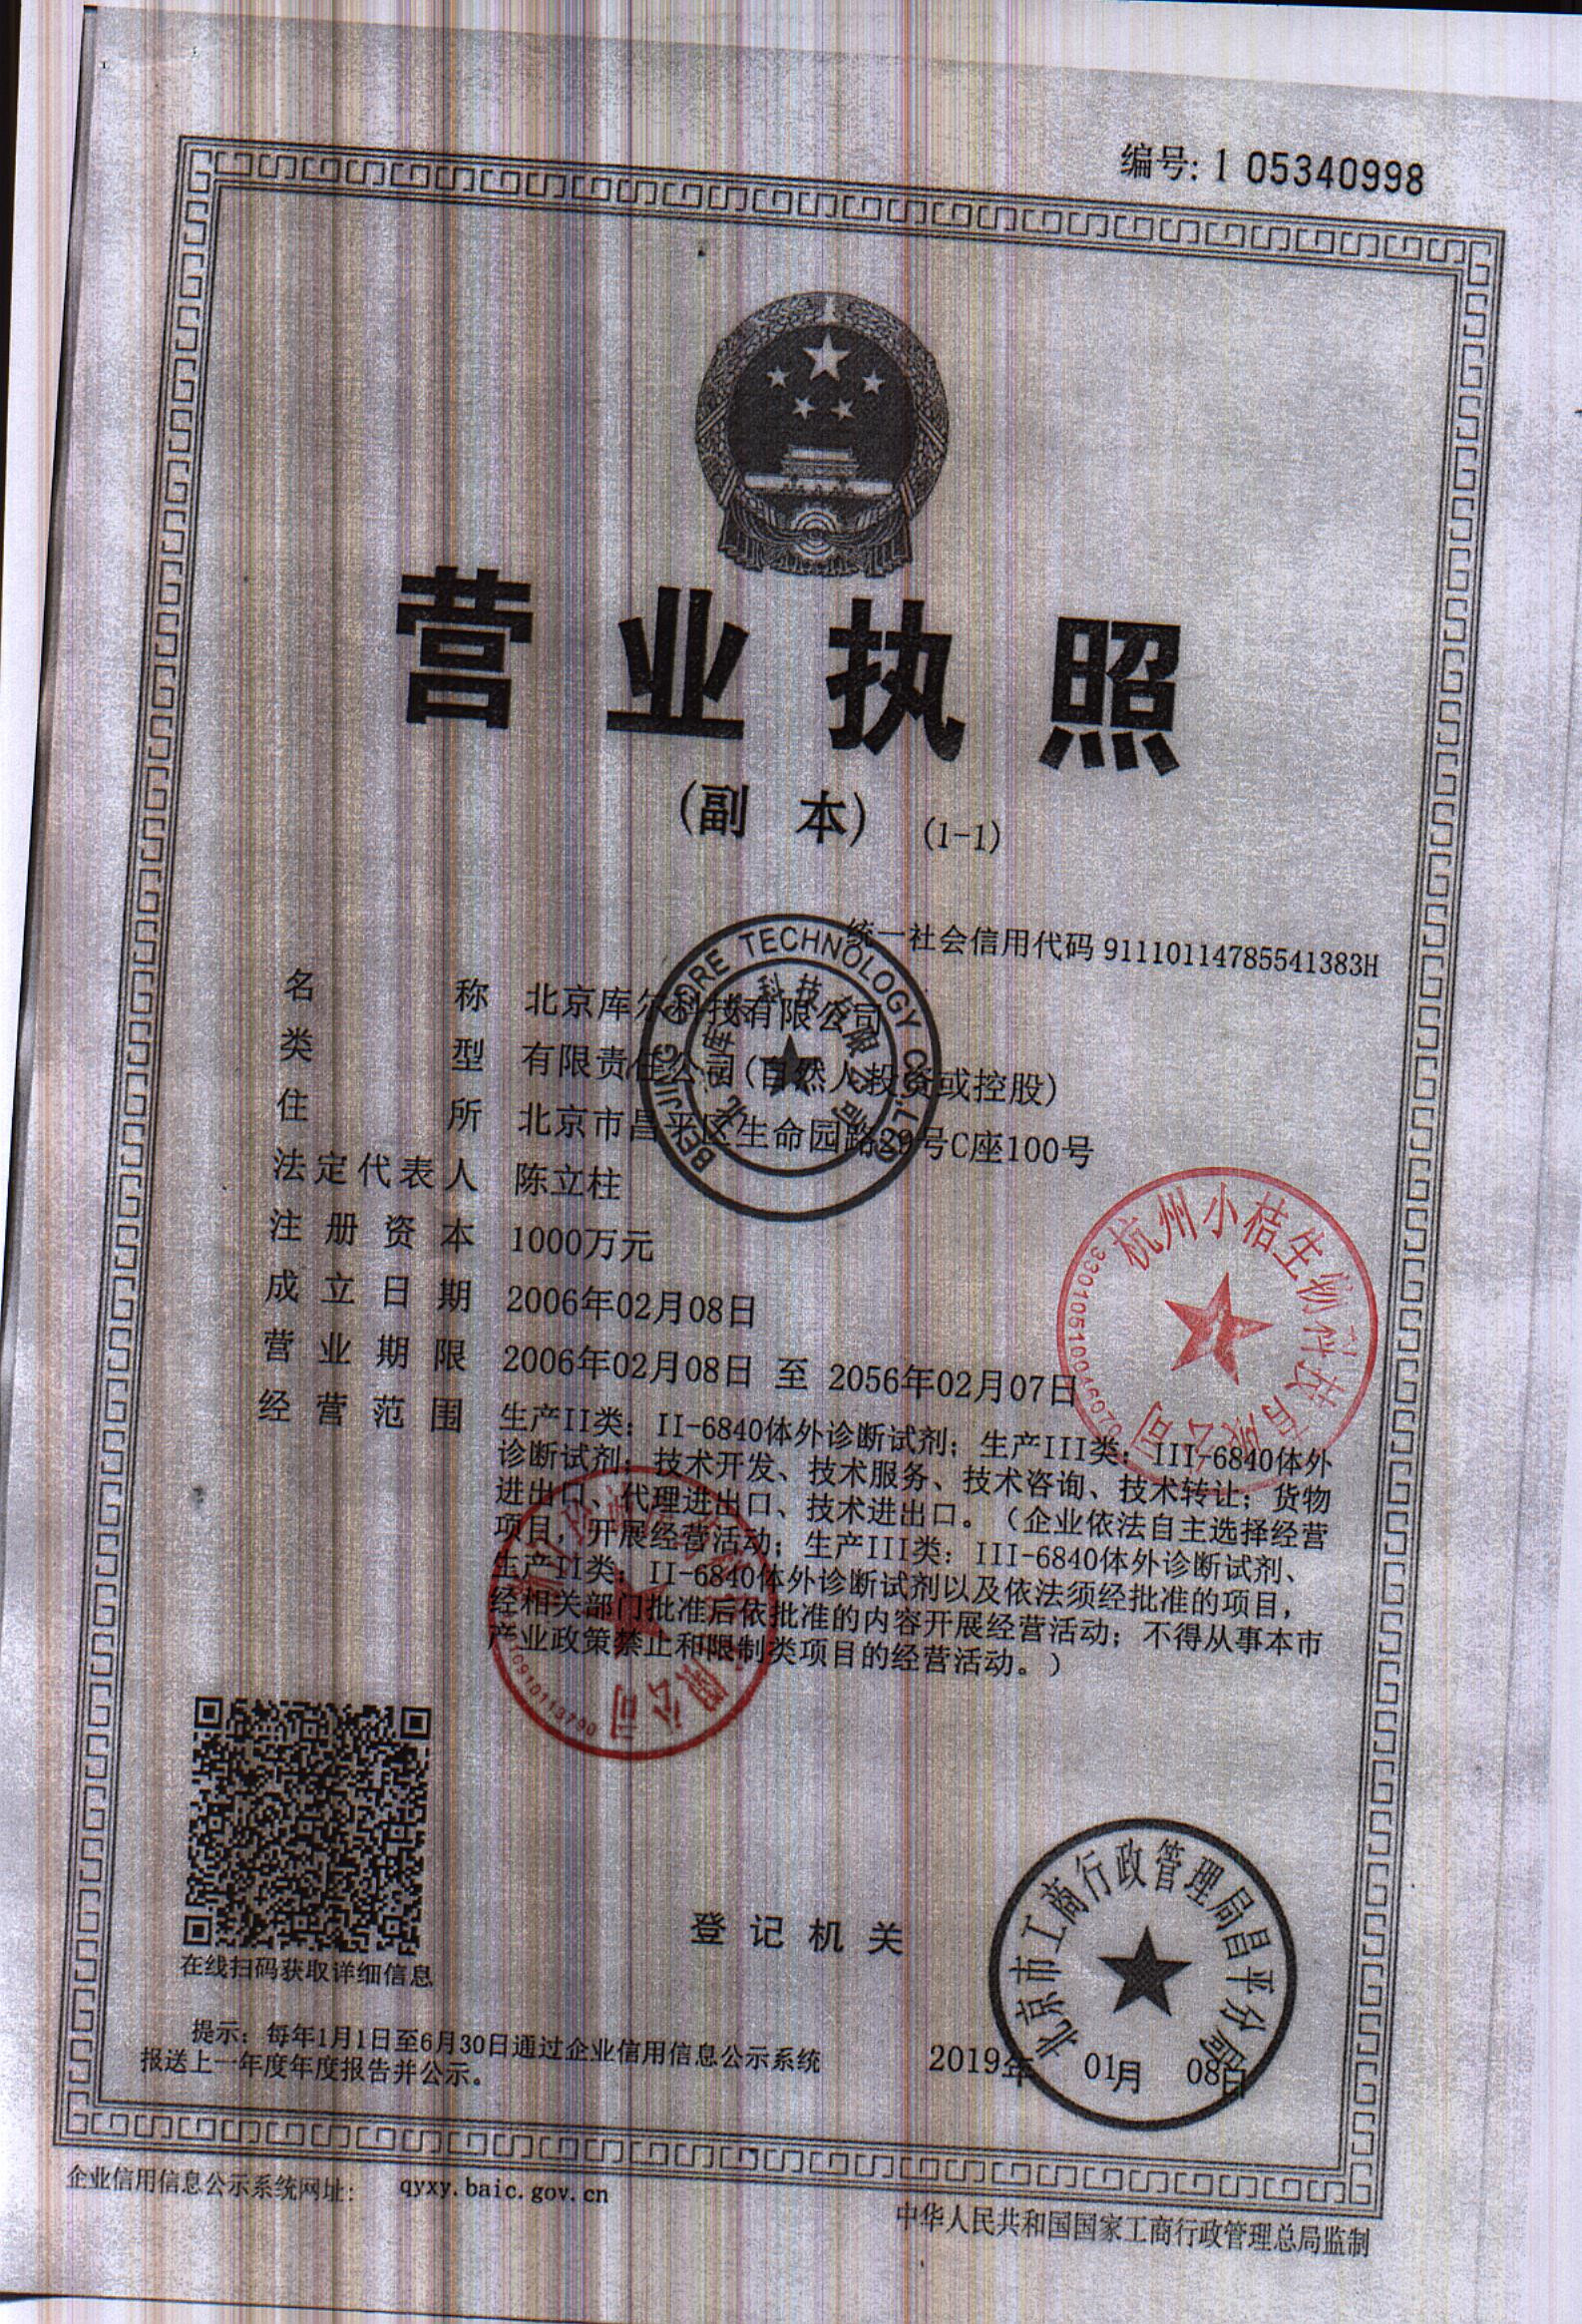 编号: 1 05340998
营业执照
(副 本) (1-1)
统一社会信用代码 91110114785541383H
名 称 北京库尔科技有限公司
类 型 有限责任公司(自然人投资或控股)
住 所 北京市昌平区生命园路29号C座100号
法定代表人 陈立柱
注册资本 1000万元
成立日期 2006年02月08日
营业期限 2006年02月08日 至 2056年02月07日
经营范围 生产II类: II-6840体外诊断试剂; 生产III类: III-6840体外
诊断试剂; 技术开发、技术服务、技术咨询、技术转让; 货物
进出口、代理进出口、技术进出口。(企业依法自主选择经营
项目, 开展经营活动; 生产III类: III-6840体外诊断试剂、
生产II类: II-6840体外诊断试剂以及依法须经批准的项目,
经相关部门批准后依批准的内容开展经营活动; 不得从事本市
产业政策禁止和限制类项目的经营活动。)
BEIJING CORE TECHNOLOGY CO.,LTD
北京库尔科技有限公司
杭州小桔生物科技有限公司
限公司
在线扫码获取详细信息
登记机关
北京市工商行政管理局昌平分局
2019年 01月 08日
提示: 每年1月1日至6月30日通过企业信用信息公示系统
报送上一年度年度报告并公示。
企业信用信息公示系统网址: qyxy.baic.gov.cn
中华人民共和国国家工商行政管理总局监制